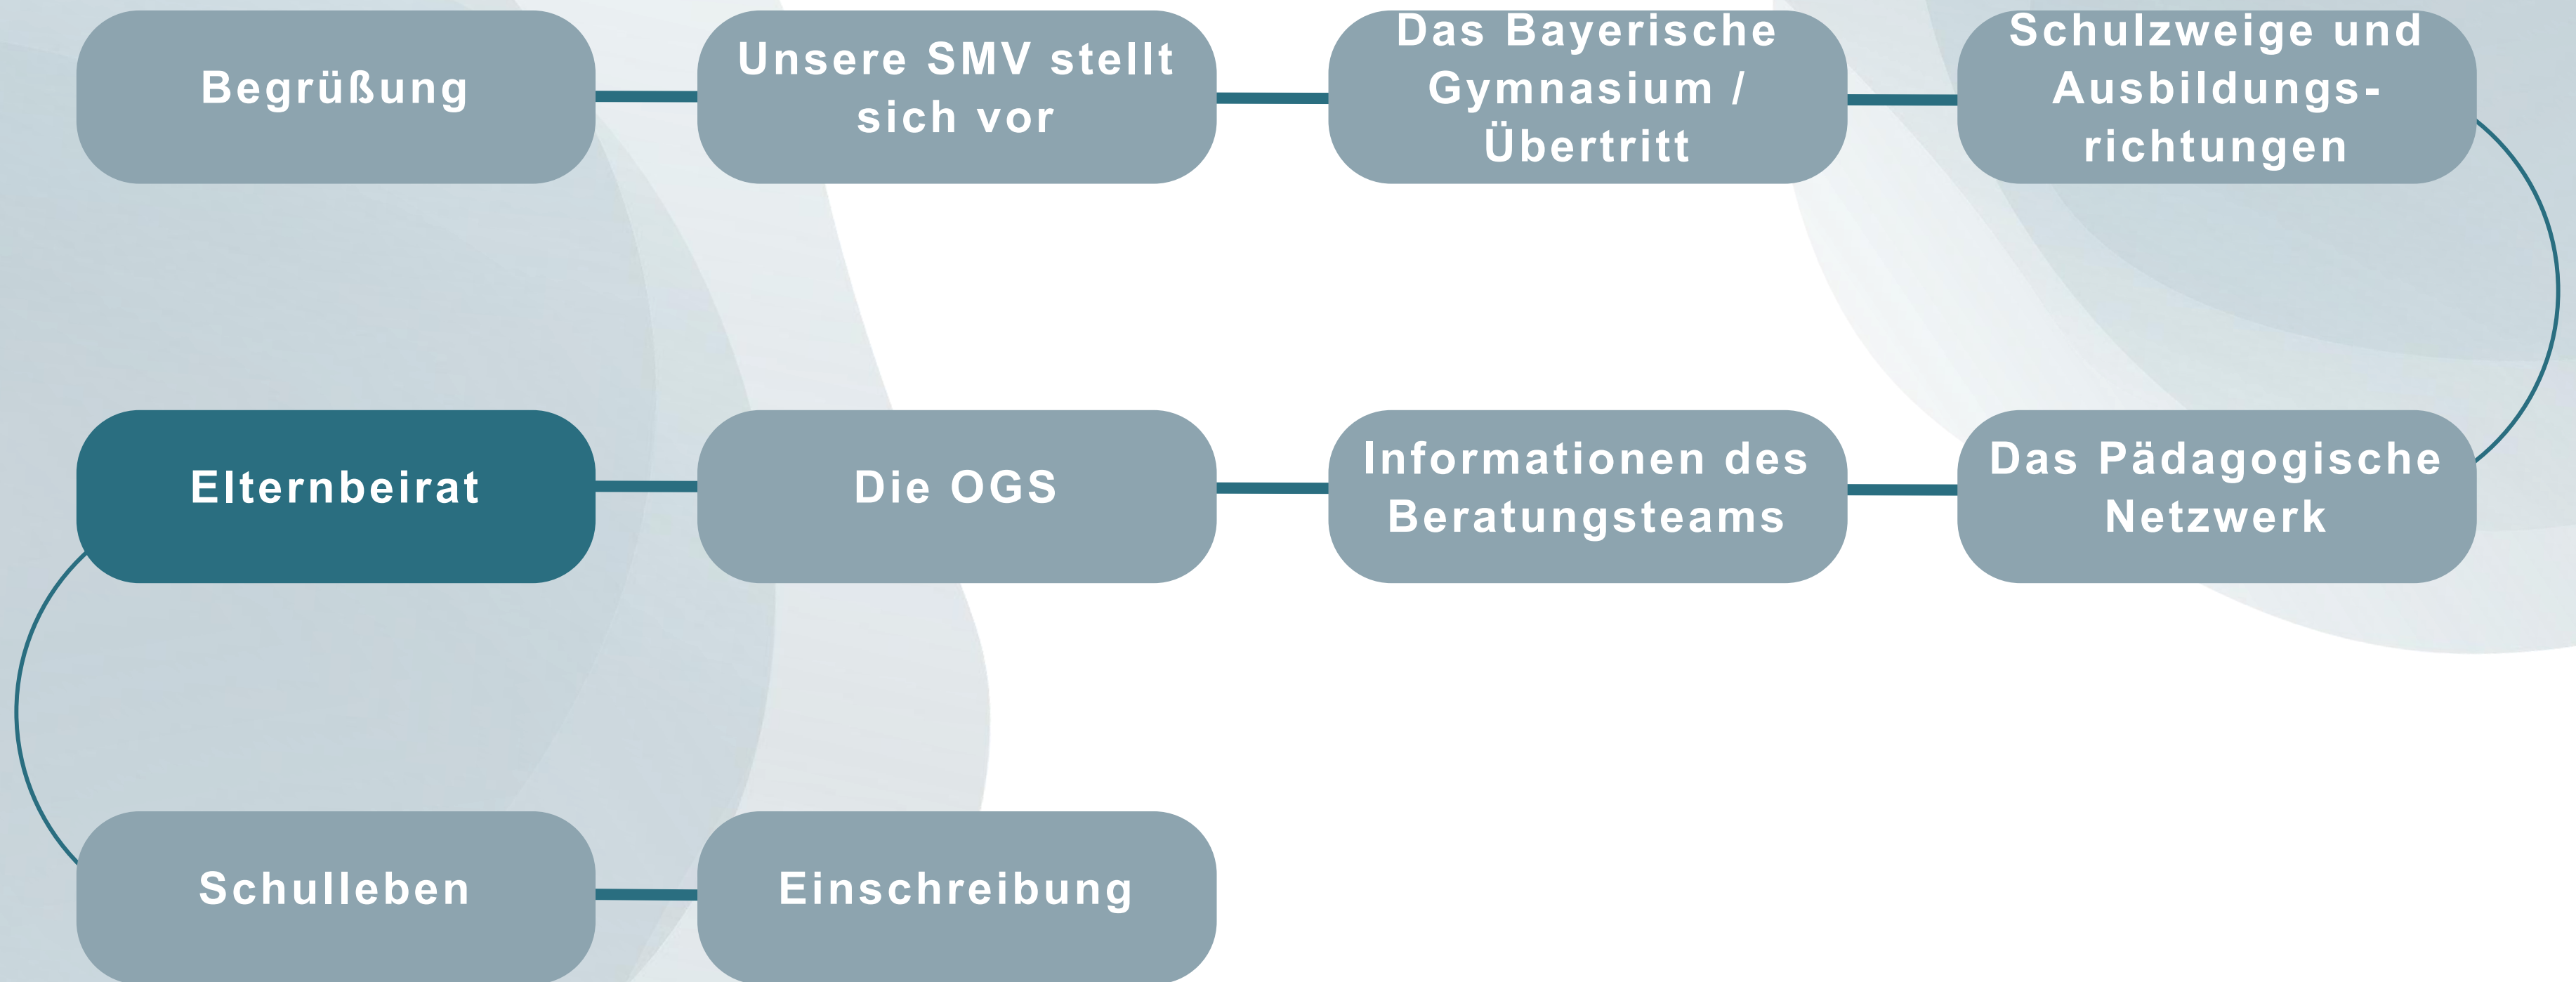 Begrüßung
Unsere SMV stellt
sich vor
Das Bayerische
Gymnasium /
Übertritt
Schulzweige und
Ausbildungs-
richtungen
Das Pädagogische
Netzwerk
Informationen des
Beratungsteams
Die OGS
Elternbeirat
Schulleben
Einschreibung